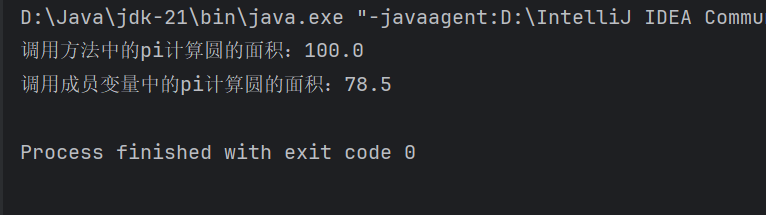 D:\Java\jdk-21\bin\java.exe "-javaagent:D:\IntelliJ IDEA Commu
调用方法中的pi计算圆的面积：100.0
调用成员变量中的pi计算圆的面积：78.5
Process finished with exit code 0